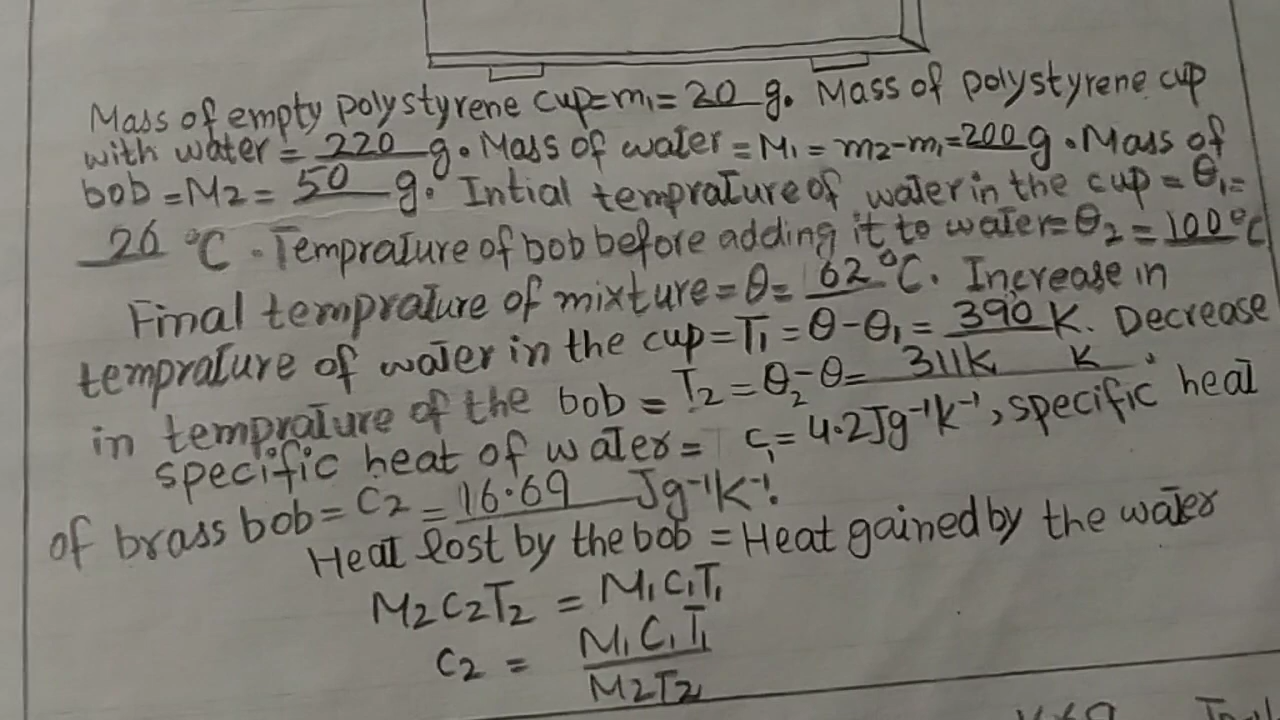 Mass of empty polystyrene cup=m₁= 20 g. Mass of polystyrene cup
with water = 220 g. Mass of water = M₁ = m₂-m₁=200g. Mass of
bob =M₂= 50 g. Intial temprature of water in the cup = θ₁=
26 °C. Temprature of bob before adding it to water= θ₂ = 100°C
Final temprature of mixture=θ= 62°C. Increase in
temprature of water in the cup=T₁ = θ-θ₁ = 390 K. Decrease
in temprature of the bob = T₂ = θ₂-θ= 311k K.
specific heat of water = c₁= 4.2Jg⁻¹k⁻¹, specific heat
of brass bob= C₂ = 16.69 Jg⁻¹K⁻¹.
Heat lost by the bob = Heat gained by the water
M₂C₂T₂ = M₁C₁T₁
C₂ = M₁C₁T₁
M₂T₂